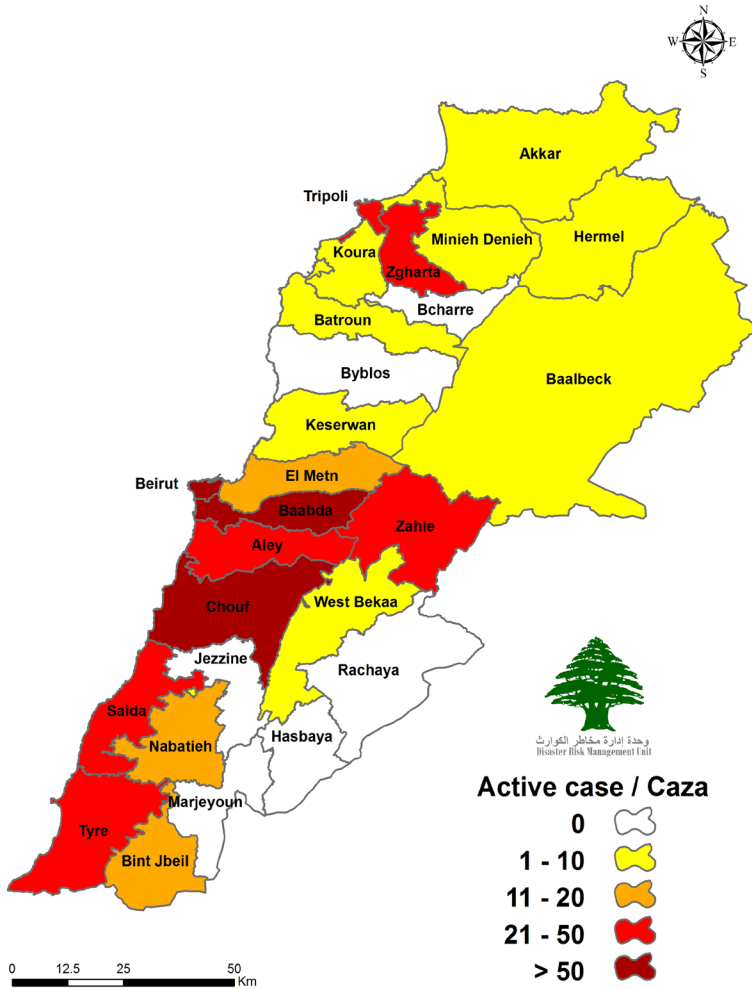 N
W E
S
Akkar
Tripoli
Minieh Denieh
Hermel
Koura
Zgharta
Bcharre
Batroun
Byblos
Baalbeck
Keserwan
El Metn
Beirut
Baabda
Zahle
Aley
West Bekaa
Chouf
Jezzine
Rachaya
Saida
Hasbaya
Nabatieh
Marjeyoun
Tyre
Bint Jbeil
وحدة إدارة مخاطر الكوارث
Disaster Risk Management Unit
Active case / Caza
0
1 - 10
11 - 20
21 - 50
> 50
0 12.5 25 50
Km